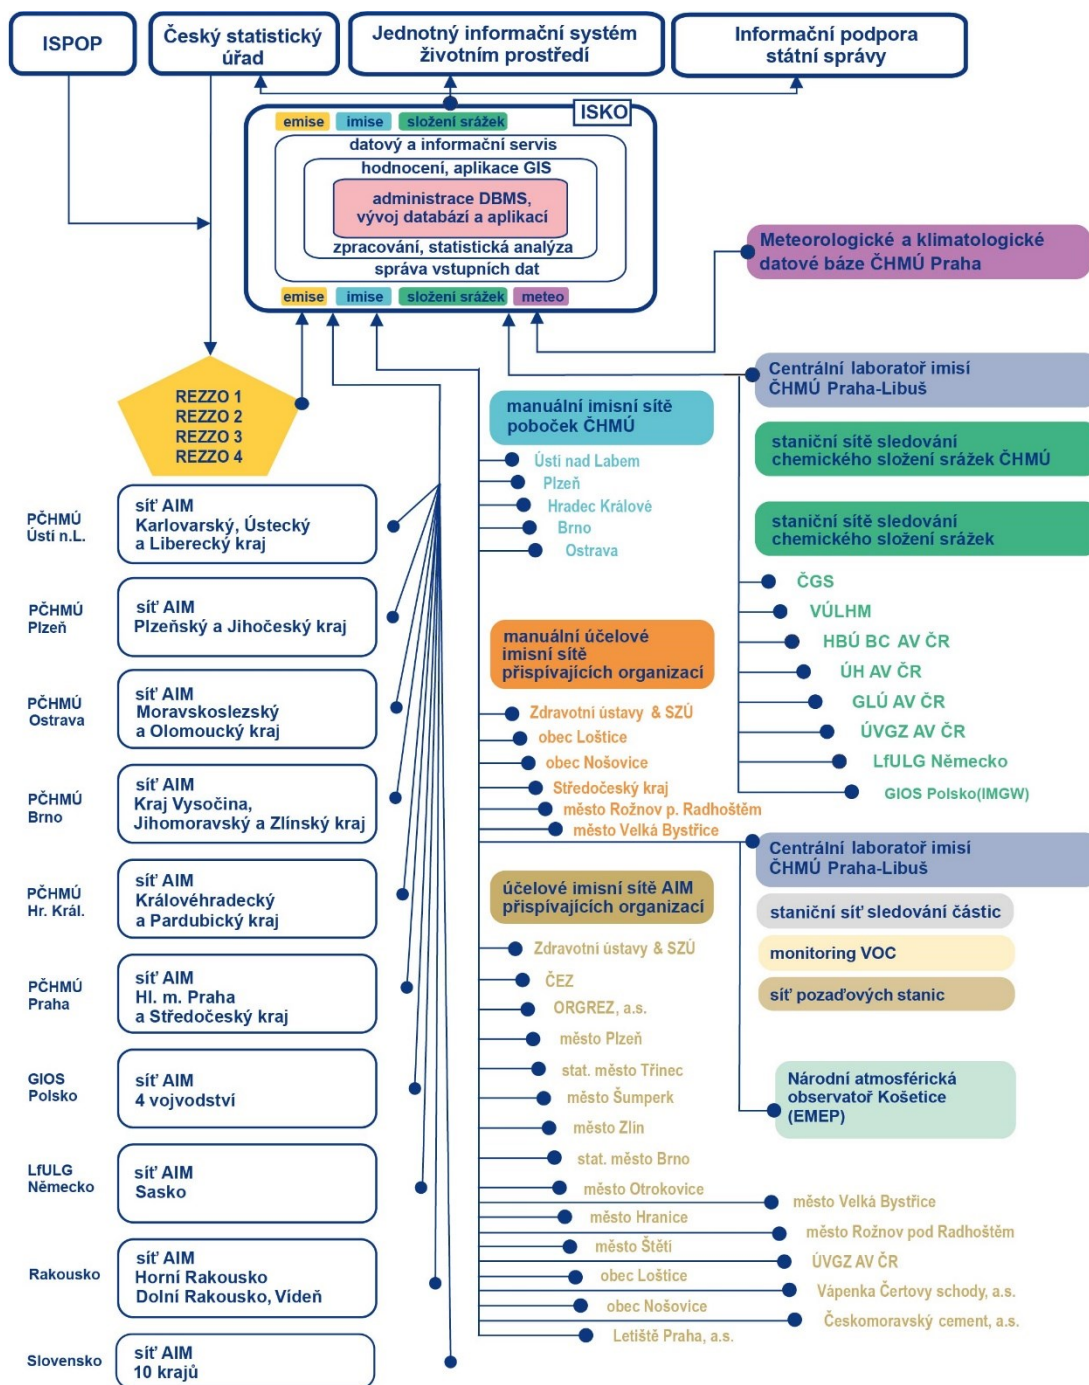 ISPOP
Český statistický
úřad
Jednotný informační systém
životním prostředí
Informační podpora
státní správy
ISKO
emise
imise
složení srážek
datový a informační servis
hodnocení, aplikace GIS
administrace DBMS,
vývoj databází a aplikací
zpracování, statistická analýza
správa vstupních dat
emise
imise
složení srážek
meteo
Meteorologické a klimatologické
datové báze ČHMÚ Praha
REZZO 1
REZZO 2
REZZO 3
REZZO 4
PČHMÚ
Ústí n.L.
síť AIM
Karlovarský, Ústecký
a Liberecký kraj
PČHMÚ
Plzeň
síť AIM
Plzeňský a Jihočeský kraj
PČHMÚ
Ostrava
síť AIM
Moravskoslezský
a Olomoucký kraj
PČHMÚ
Brno
síť AIM
Kraj Vysočina,
Jihomoravský a Zlínský kraj
PČHMÚ
Hr. Král.
síť AIM
Královéhradecký
a Pardubický kraj
PČHMÚ
Praha
síť AIM
Hl. m. Praha
a Středočeský kraj
GIOS
Polsko
síť AIM
4 vojvodství
LfULG
Německo
síť AIM
Sasko
Rakousko
síť AIM
Horní Rakousko
Dolní Rakousko, Vídeň
Slovensko
síť AIM
10 krajů
manuální imisní sítě
poboček ČHMÚ
Ústí nad Labem
Plzeň
Hradec Králové
Brno
Ostrava
manuální účelové
imisní sítě
přispívajících organizací
Zdravotní ústavy & SZÚ
obec Loštice
obec Nošovice
Středočeský kraj
město Rožnov p. Radhoštěm
město Velká Bystřice
účelové imisní sítě AIM
přispívajících organizací
Zdravotní ústavy & SZÚ
ČEZ
ORGREZ, a.s.
město Plzeň
stat. město Třinec
město Šumperk
město Zlín
stat. město Brno
město Otrokovice
město Hranice
město Štětí
obec Loštice
obec Nošovice
Letiště Praha, a.s.
město Velká Bystřice
město Rožnov pod Radhoštěm
ÚVGZ AV ČR
Vápenka Čertovy schody, a.s.
Českomoravský cement, a.s.
Centrální laboratoř imisí
ČHMÚ Praha-Libuš
staniční sítě sledování
chemického složení srážek ČHMÚ
staniční sítě sledování
chemického složení srážek
ČGS
VÚLHM
HBÚ BC AV ČR
ÚH AV ČR
GLÚ AV ČR
ÚVGZ AV ČR
LfULG Německo
GIOS Polsko(IMGW)
Centrální laboratoř imisí
ČHMÚ Praha-Libuš
staniční síť sledování částic
monitoring VOC
síť pozaďových stanic
Národní atmosférická
observatoř Košetice
(EMEP)